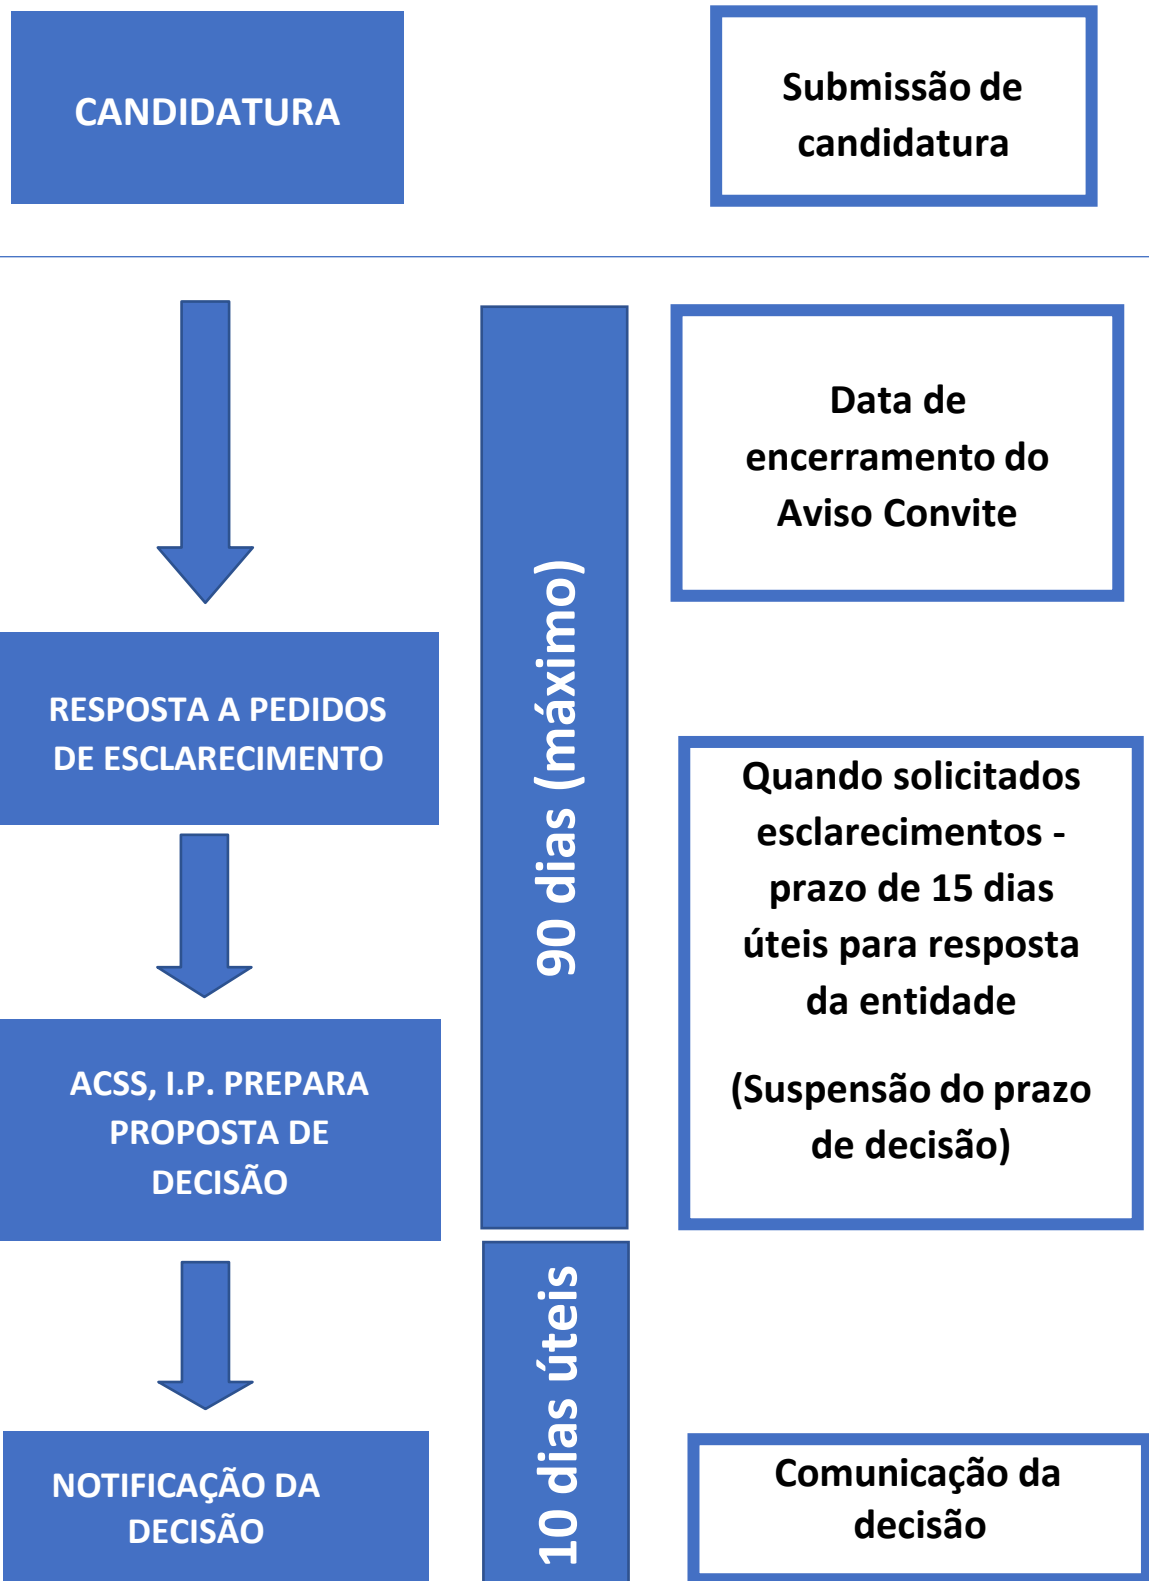 CANDIDATURA
Submissão de
candidatura
Data de
encerramento do
Aviso Convite
90 dias (máximo)
RESPOSTA A PEDIDOS
DE ESCLARECIMENTO
Quando solicitados
esclarecimentos -
prazo de 15 dias
úteis para resposta
da entidade
(Suspensão do prazo
de decisão)
ACSS, I.P. PREPARA
PROPOSTA DE
DECISÃO
10 dias úteis
NOTIFICAÇÃO DA
DECISÃO
Comunicação da
decisão